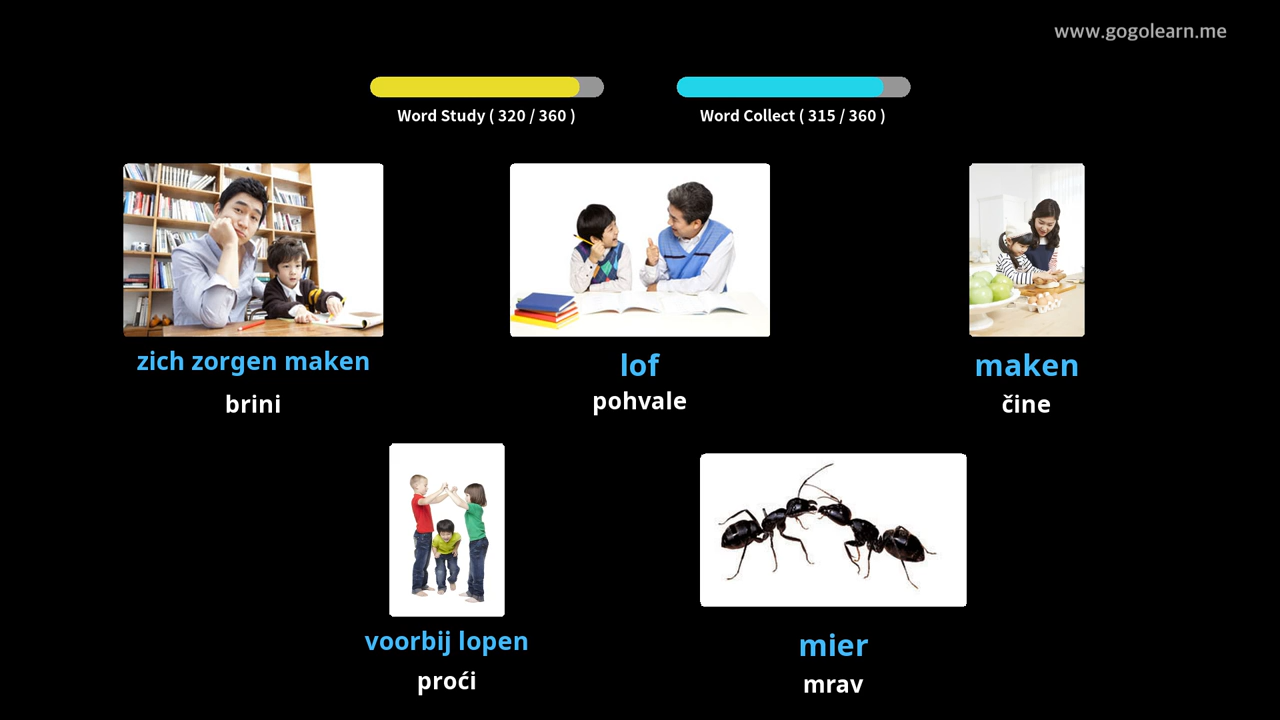 www.gogolearn.me
Word Study ( 320 / 360 )
Word Collect ( 315 / 360 )
zich zorgen maken
brini
lof
pohvale
maken
čine
voorbij lopen
proći
mier
mrav